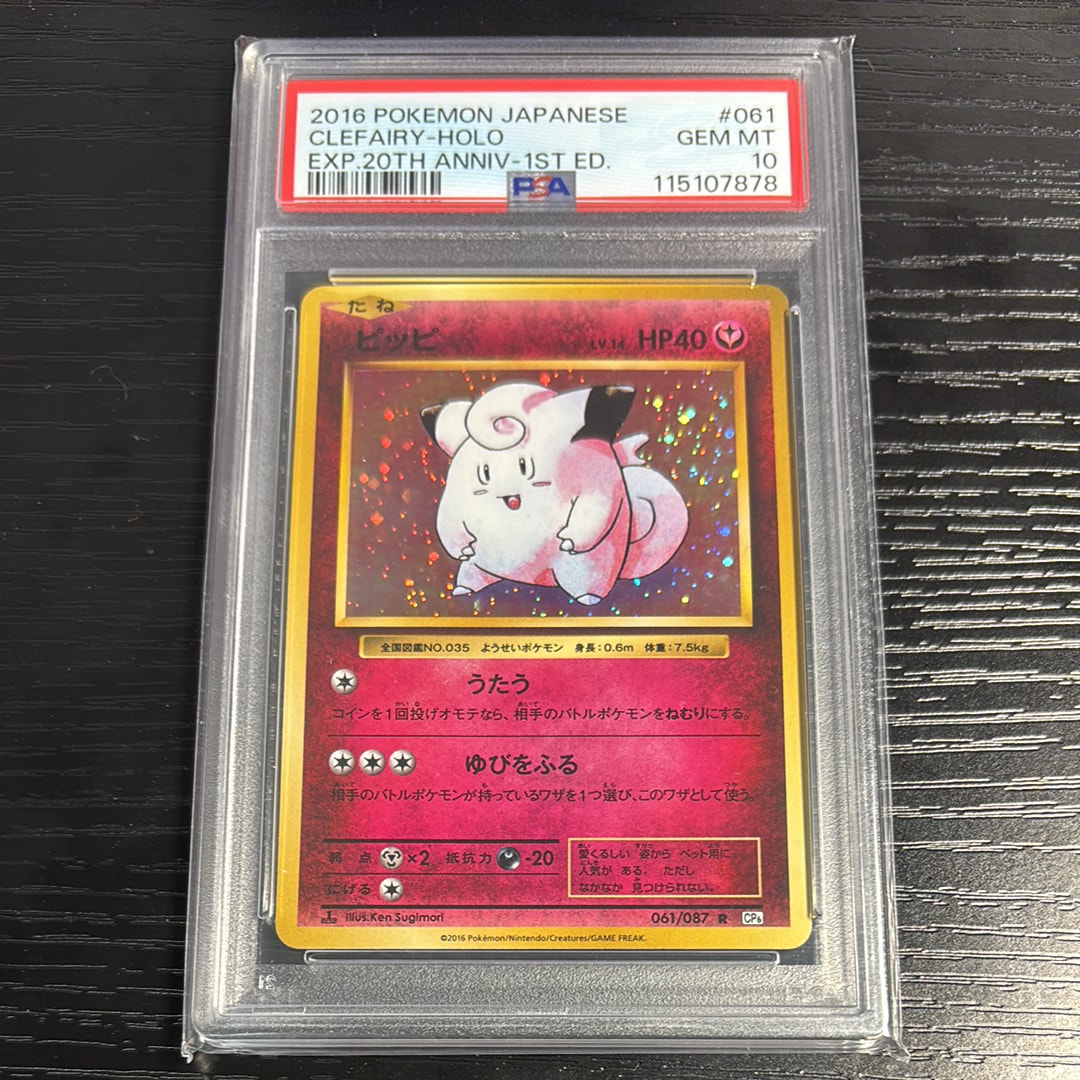 2016 POKEMON JAPANESE #061
CLEFAIRY-HOLO GEM MT
EXP.20TH ANNIV-1ST ED. 10
PSA 115107878
たね
ピッピ LV.14 HP40
全国図鑑NO.035 ようせいポケモン 身長:0.6m 体重:7.5kg
うたう
コインを1回投げオモテなら、相手のバトルポケモンをねむりにする。
ゆびをふる
相手のバトルポケモンが持っているワザを1つ選び、このワザとして使う。
弱点 ×2 抵抗力 -20
にげる
愛くるしい 姿から ペット用に
人気が ある。ただし
なかなか 見つけられない。
Illus.Ken Sugimori 061/087 R CP6
©2016 Pokémon/Nintendo/Creatures/GAME FREAK.